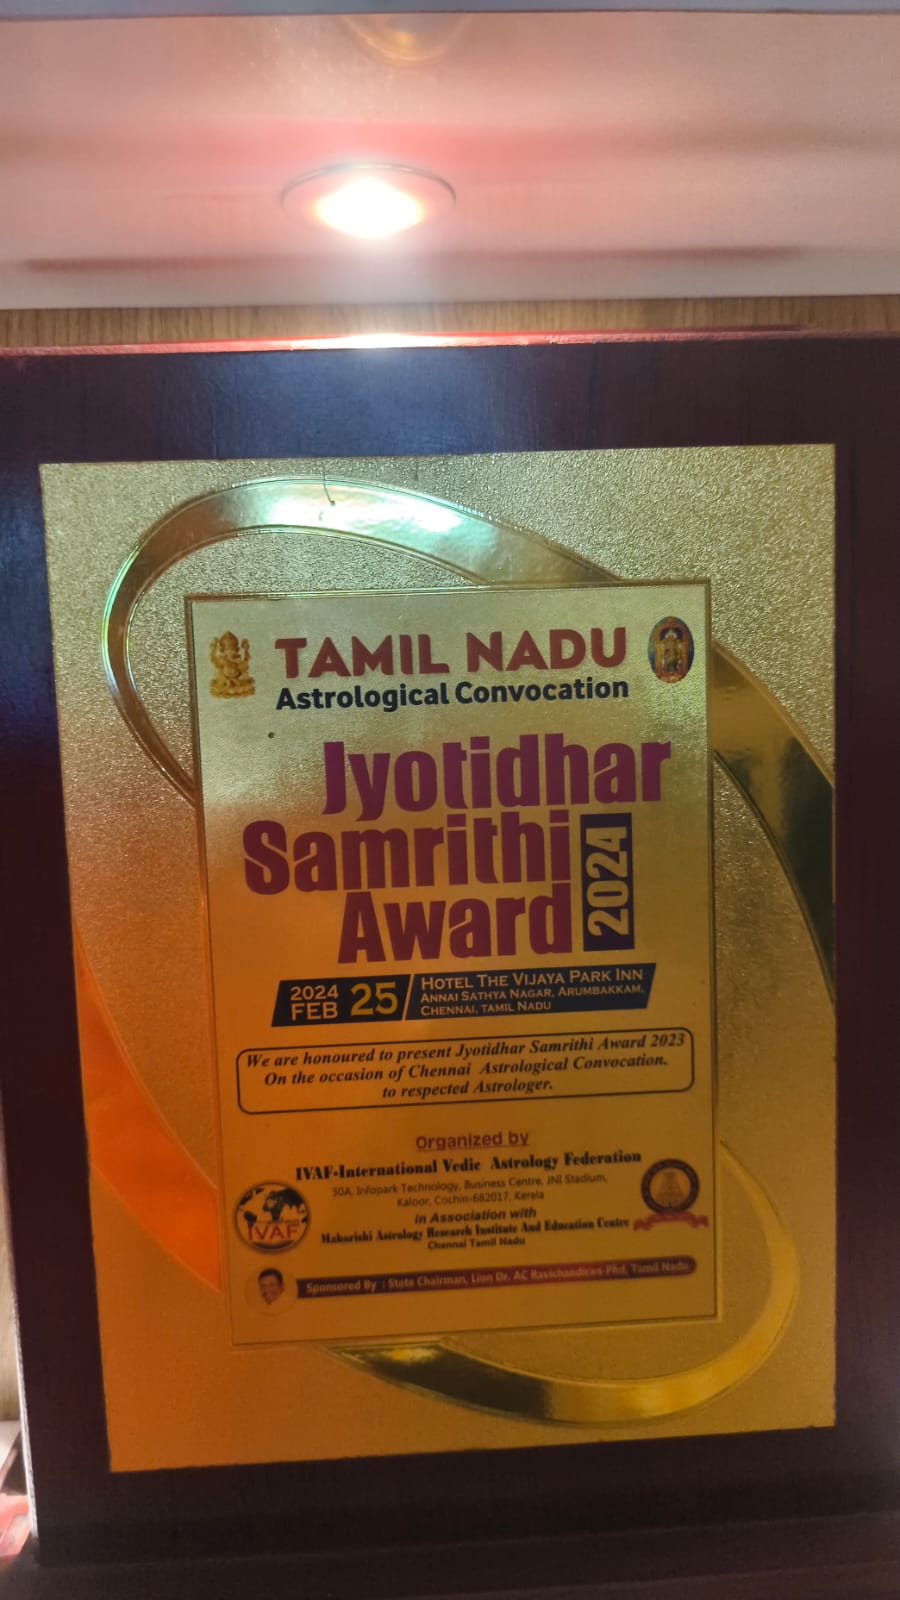 TAMIL NADU
Astrological Convocation
Jyotidhar
Samrithi
Award
2024
2024
FEB 25
HOTEL THE VIJAYA PARK INN
ANNAI SATHYA NAGAR, ARUMBAKKAM,
CHENNAI, TAMIL NADU
We are honoured to present Jyotidhar Samrithi Award 2023
On the occasion of Chennai Astrological Convocation.
to respected Astrologer.
Organized by
IVAF-International Vedic Astrology Federation
30A, Infopark Technology, Business Centre, JNI Stadium,
Kaloor, Cochin-682017, Kerala
in Association with
Maharishi Astrology Research Institute And Education Centre
Chennai Tamil Nadu
IVAF
Sponsored By : State Chairman, Lion Dr. AC Ravichandiran-Phd, Tamil Nadu